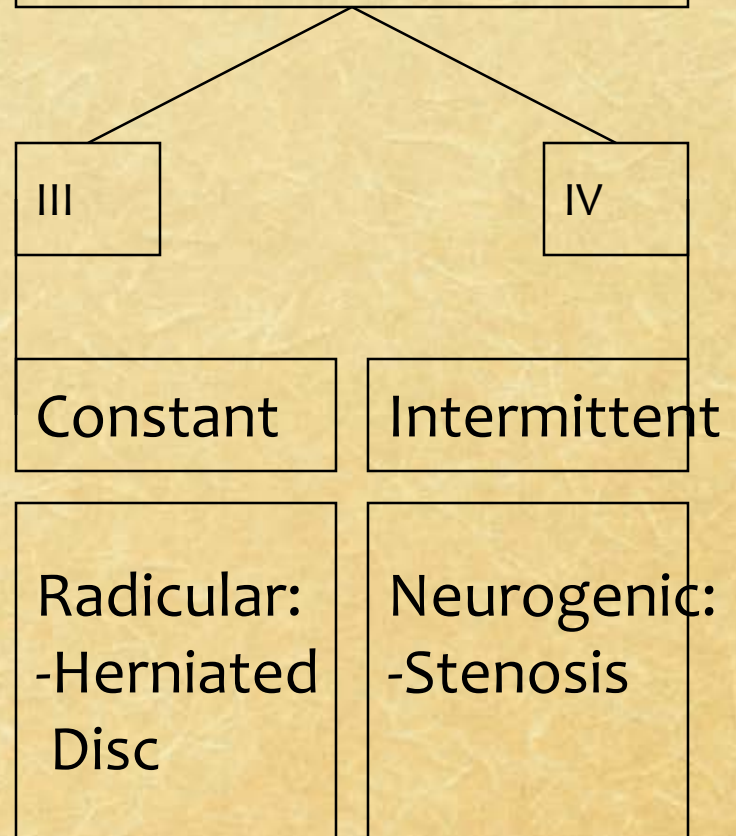 III
IV
Constant
Intermittent
Radicular:
-Herniated
Disc
Neurogenic:
-Stenosis